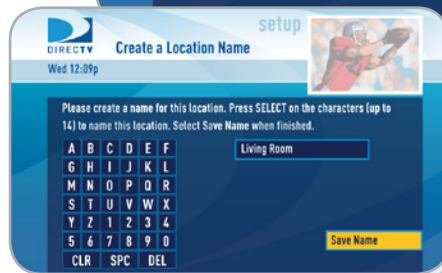 setup
DIRECTV
Create a Location Name
Wed 12:09p
Please create a name for this location. Press SELECT on the characters (up to
14) to name this location. Select Save Name when finished.
A B C D E F
Living Room
G H I J K L
M N O P Q R
S T U V W X
Y Z 1 2 3 4
5 6 7 8 9 0
Save Name
CLR SPC DEL